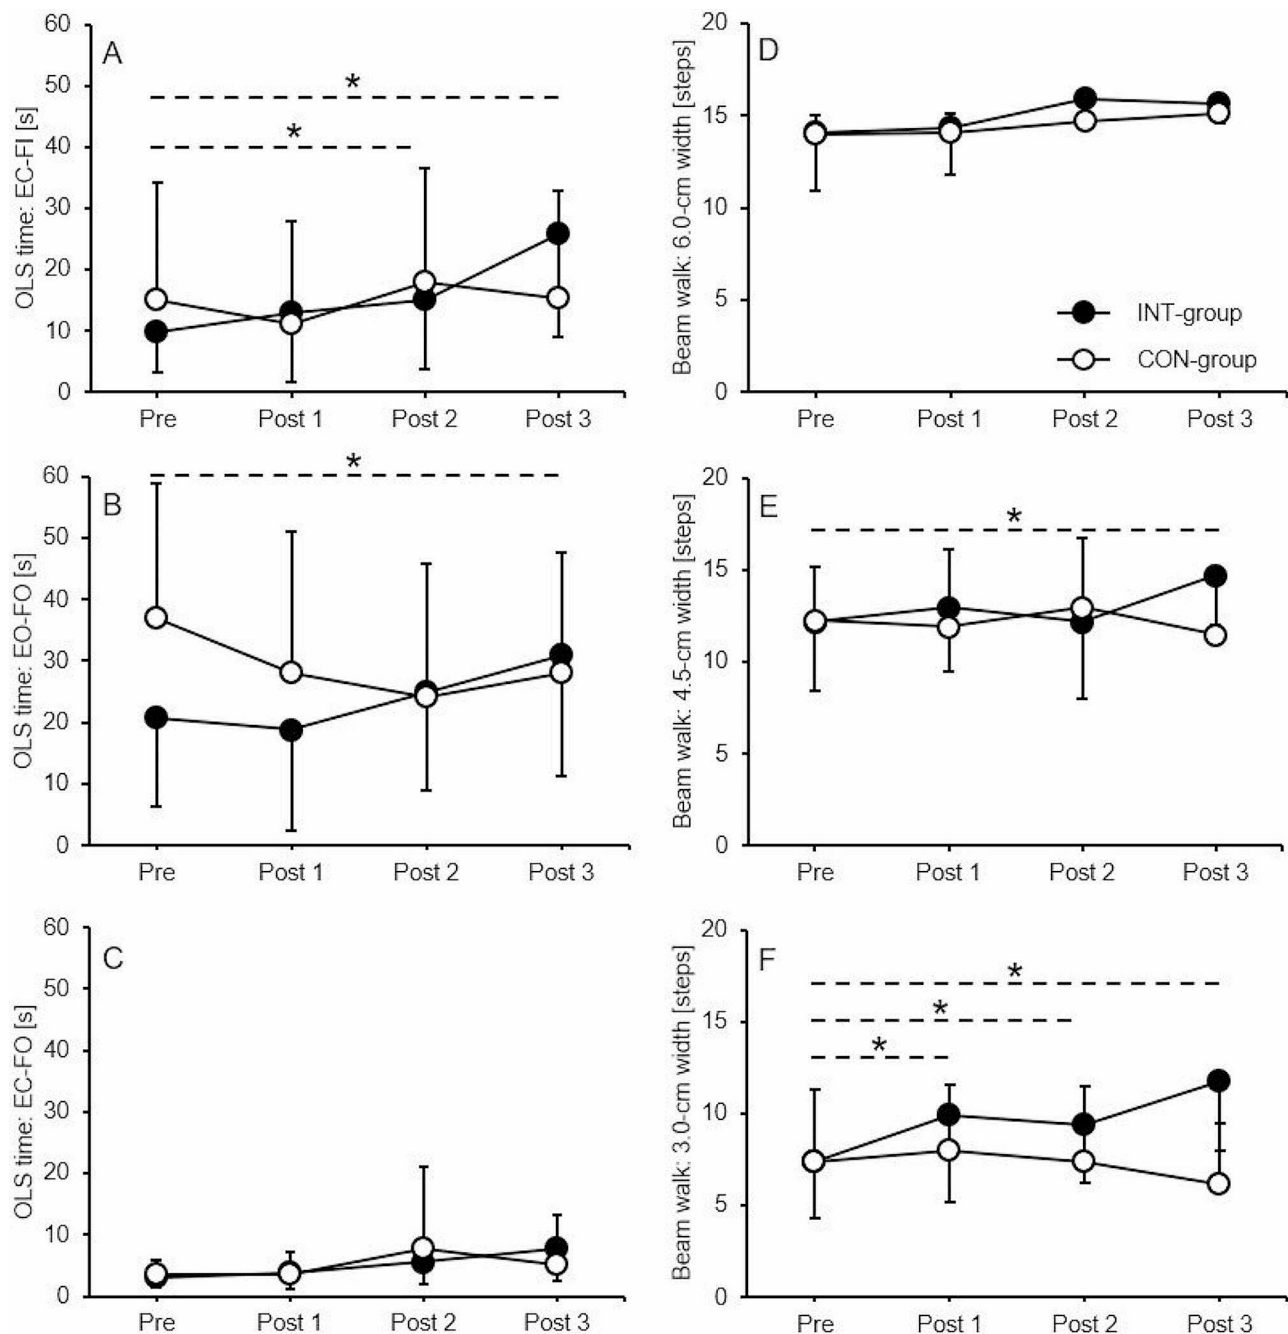 A
OLS time: EC-FI [s]
60
50
40
30
20
10
0
*
*
Pre Post 1 Post 2 Post 3
D
Beam walk: 6.0-cm width [steps]
20
15
10
5
0
INT-group
CON-group
Pre Post 1 Post 2 Post 3
B
OLS time: EO-FO [s]
60
50
40
30
20
10
0
*
Pre Post 1 Post 2 Post 3
E
Beam walk: 4.5-cm width [steps]
20
15
10
5
0
*
Pre Post 1 Post 2 Post 3
C
OLS time: EC-FO [s]
60
50
40
30
20
10
0
Pre Post 1 Post 2 Post 3
F
Beam walk: 3.0-cm width [steps]
20
15
10
5
0
*
*
*
Pre Post 1 Post 2 Post 3